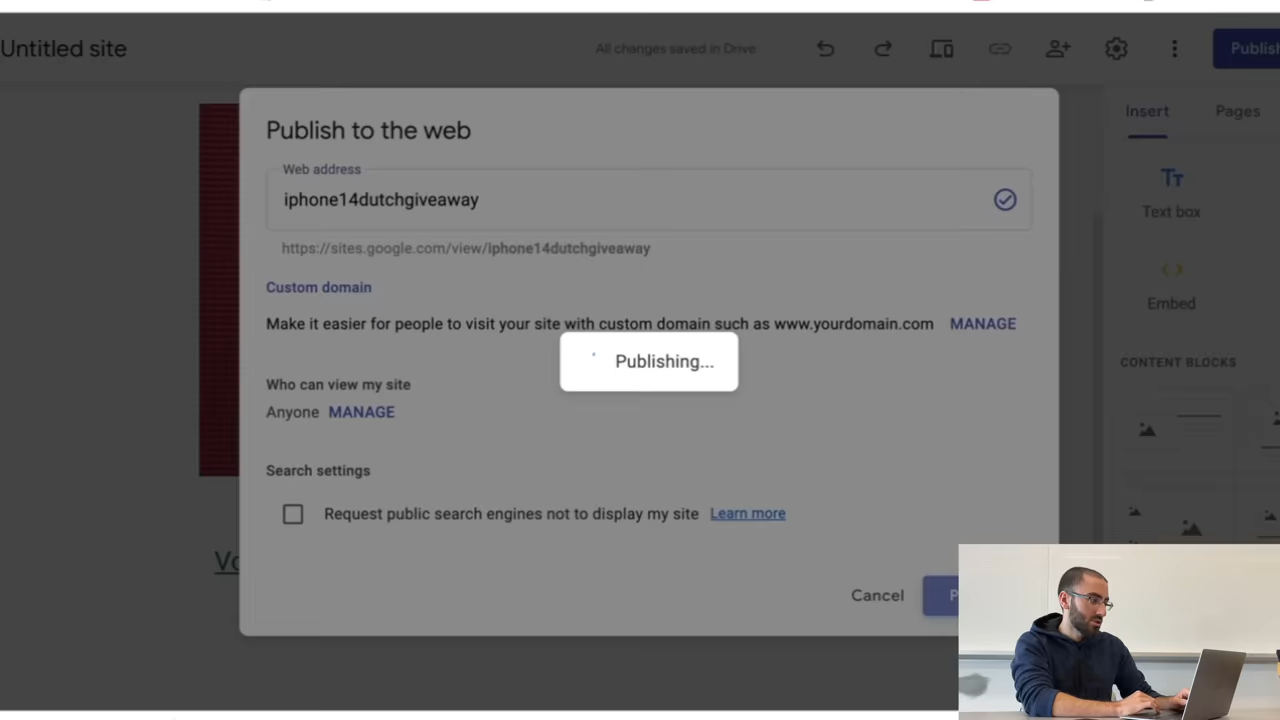 Untitled site
All changes saved in Drive
Publish to the web
Web address
iphone14dutchgiveaway
https://sites.google.com/view/iphone14dutchgiveaway
Custom domain
Make it easier for people to visit your site with custom domain such as www.yourdomain.com MANAGE
Publishing...
Who can view my site
Anyone MANAGE
Search settings
Request public search engines not to display my site Learn more
Cancel
Insert Pages
Tт
Text box
Embed
CONTENT BLOCKS